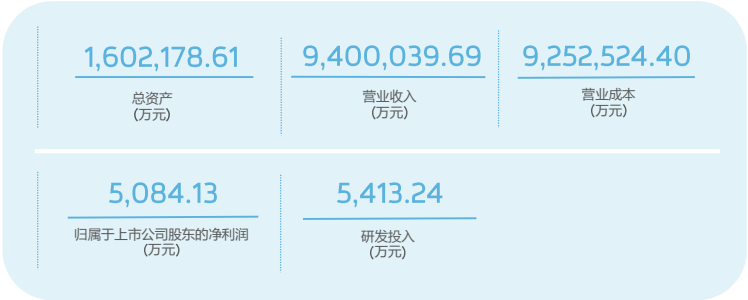 1,602,178.61
总资产
(万元)
9,400,039.69
营业收入
(万元)
9,252,524.40
营业成本
(万元)
5,084.13
归属于上市公司股东的净利润
(万元)
5,413.24
研发投入
(万元)